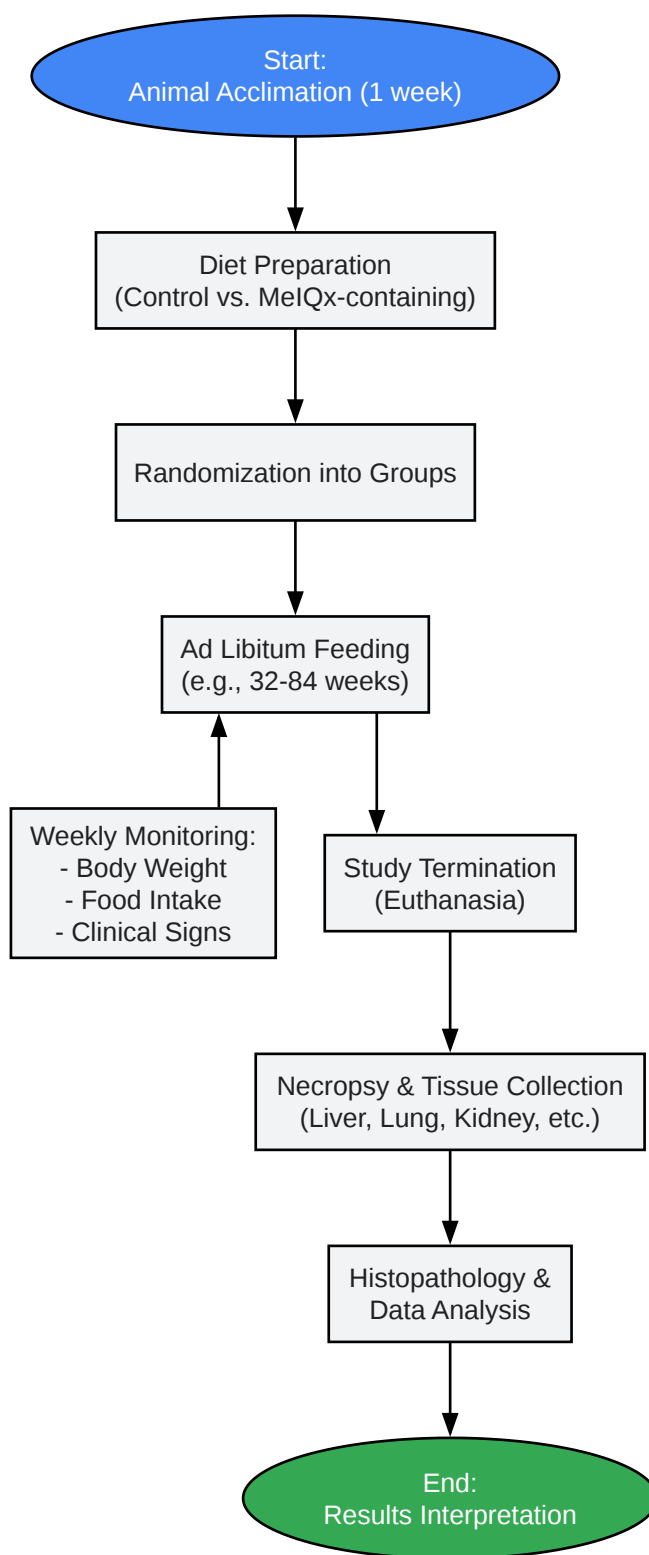 Start:
Animal Acclimation (1 week)
Diet Preparation
(Control vs. MeIQx-containing)
Randomization into Groups
Ad Libitum Feeding
(e.g., 32-84 weeks)
Weekly Monitoring:
- Body Weight
- Food Intake
- Clinical Signs
Study Termination
(Euthanasia)
Necropsy & Tissue Collection
(Liver, Lung, Kidney, etc.)
Histopathology &
Data Analysis
End:
Results Interpretation